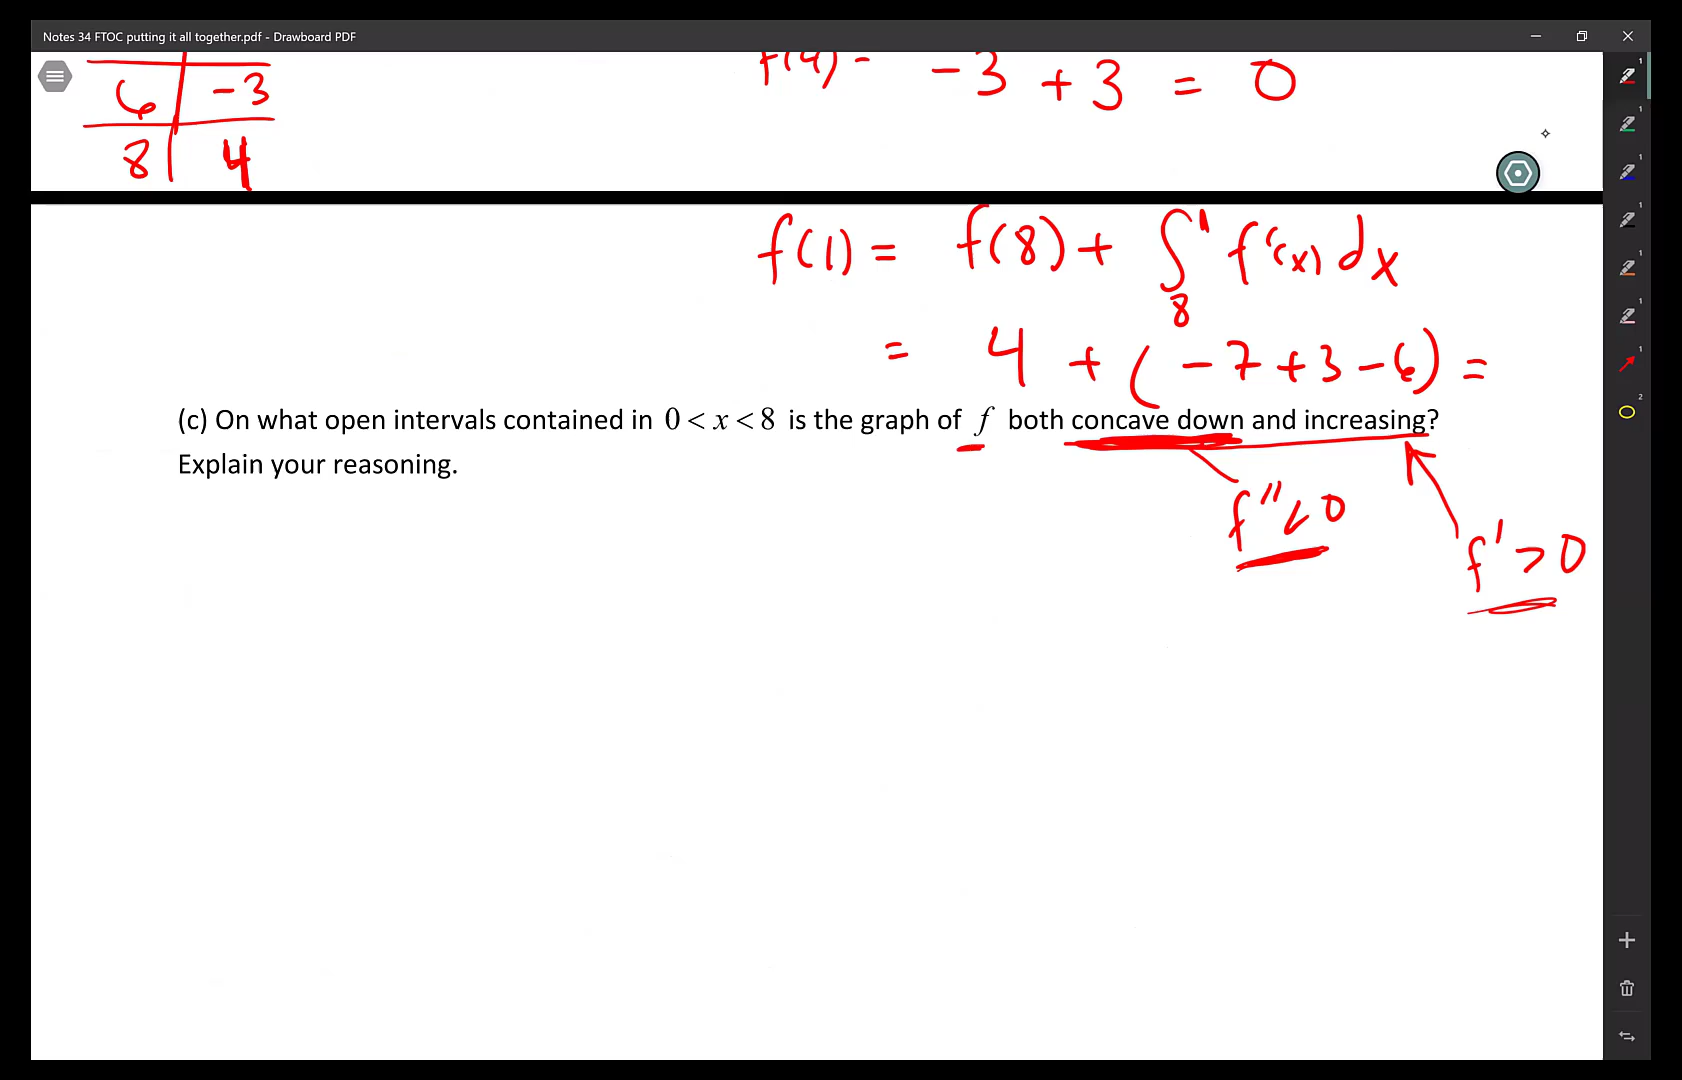 Notes 34 FTOC putting it all together.pdf - Drawboard PDF
f(4) = -3 + 3 = 0
6 | -3
8 | 4
f(1) = f(8) + ∫₈¹ f'(x) dx
= 4 + (-7 + 3 - 6) =
(c) On what open intervals contained in 0 < x < 8 is the graph of f both concave down and increasing?
Explain your reasoning.
f'' < 0
f' > 0